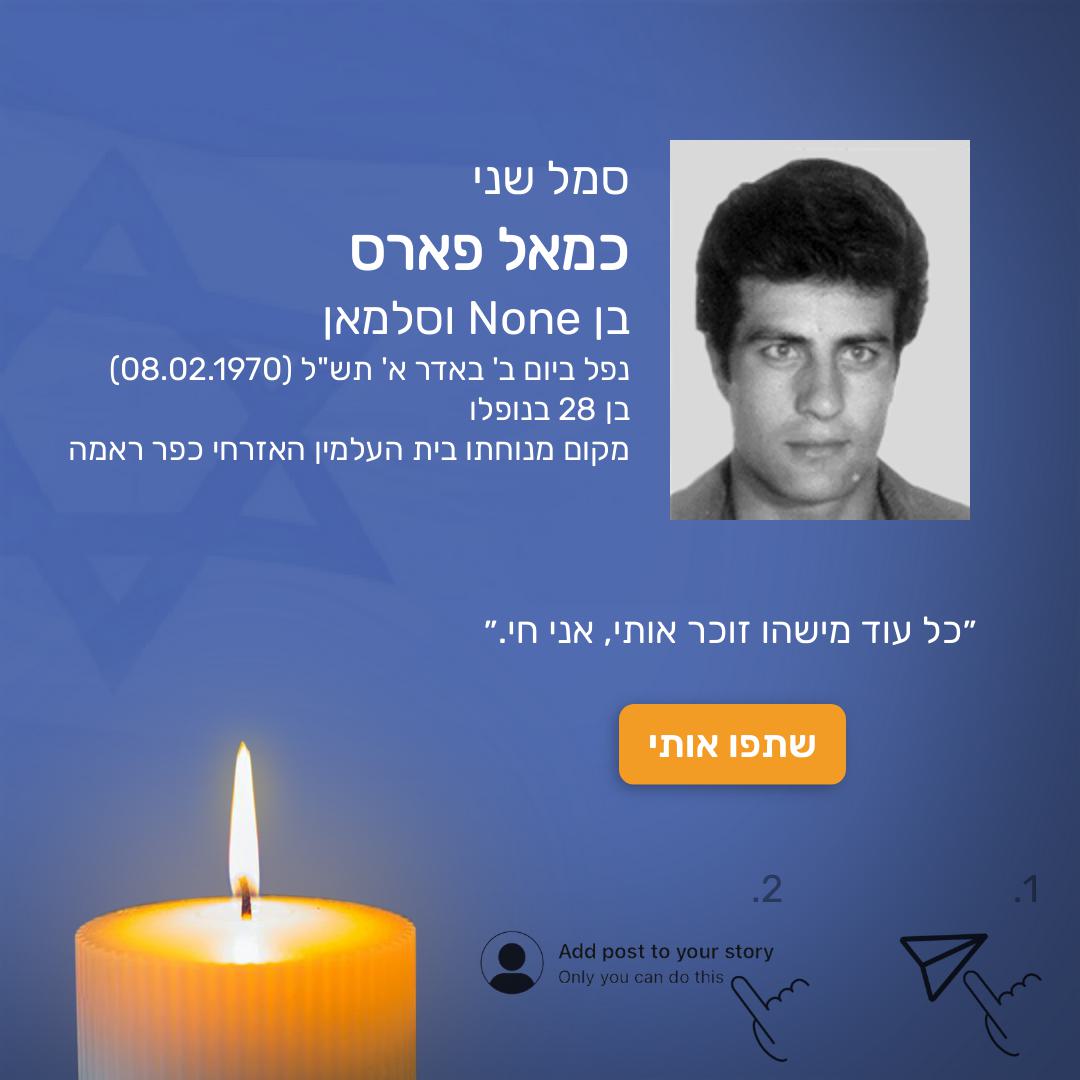 סמל שני
כמאל פארס
בן None וסלמאן
נפל ביום ב' באדר א' תש"ל (08.02.1970)
בן 28 בנופלו
מקום מנוחתו בית העלמין האזרחי כפר ראמה
״כל עוד מישהו זוכר אותי, אני חי.״
שתפו אותי
.1
.2
Add post to your story
Only you can do this